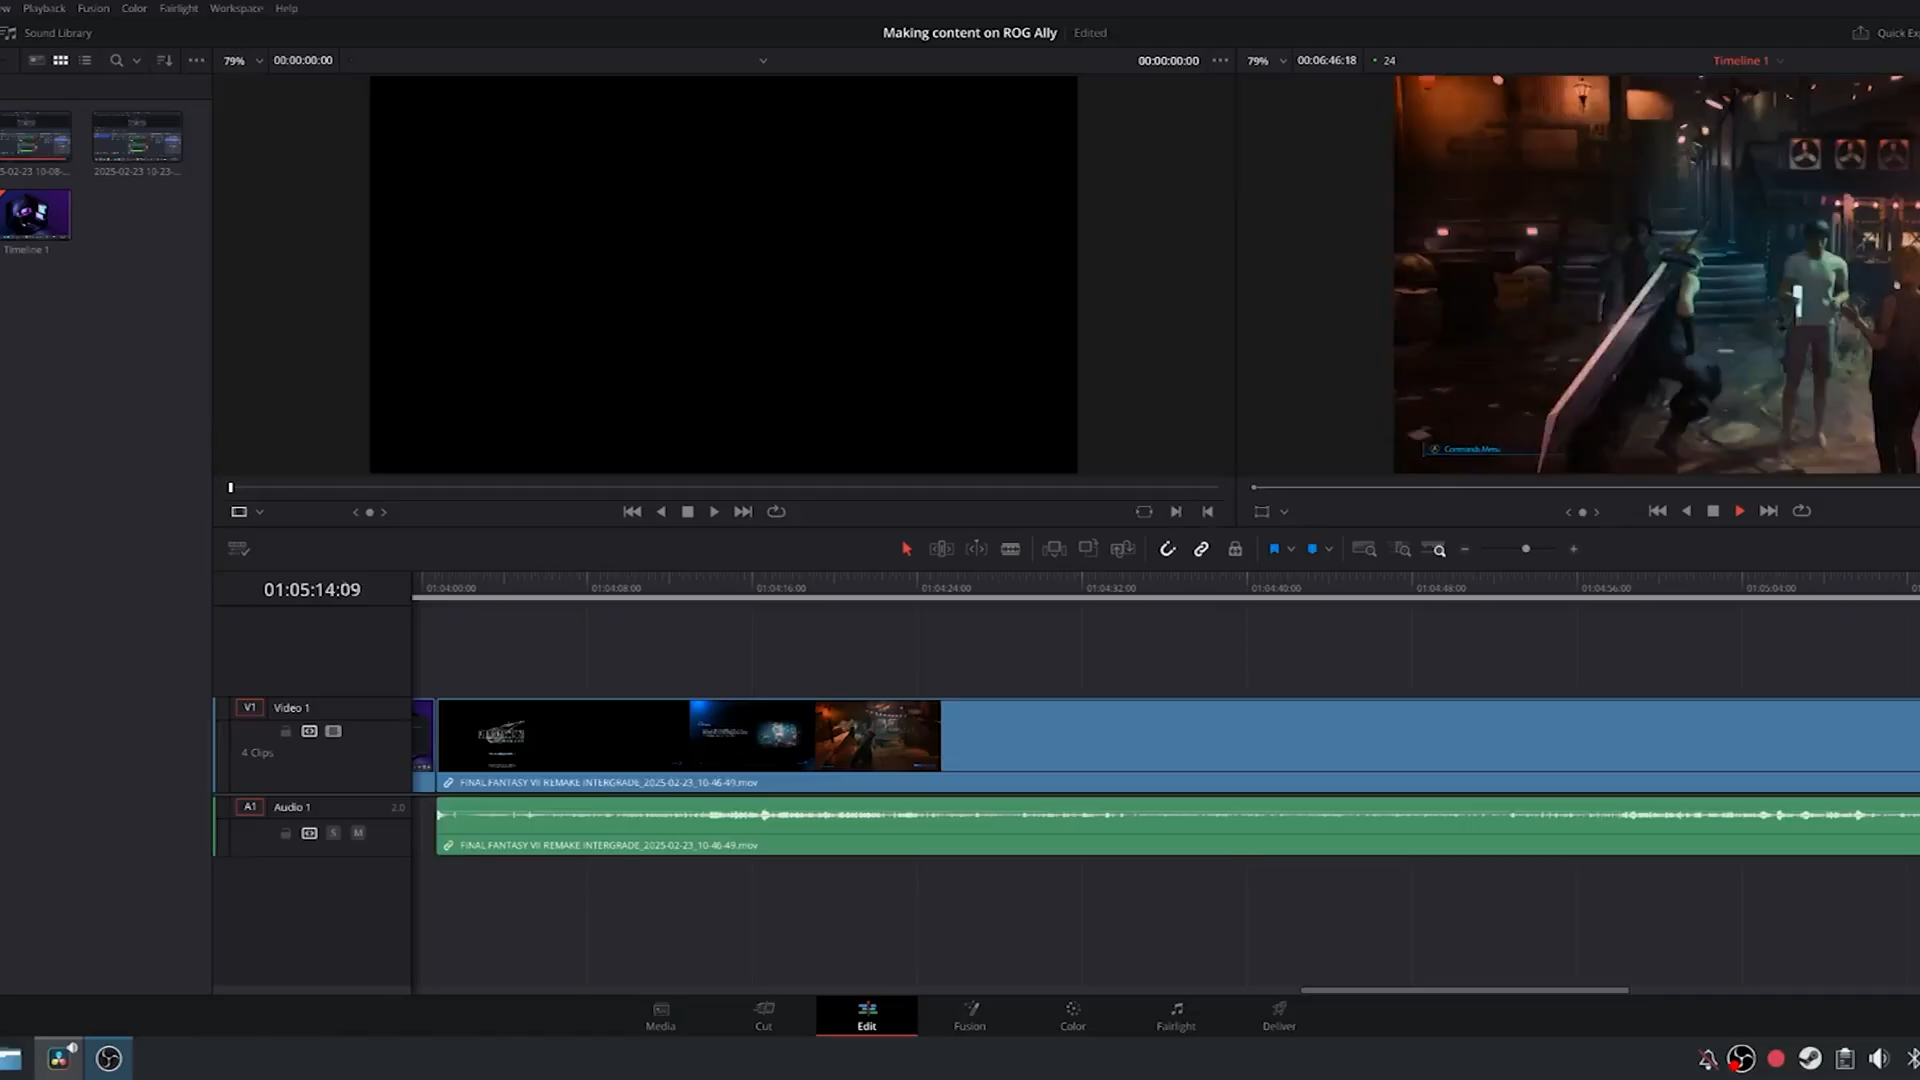 Playback Color Fusion Color Fairlight Workspace Help
Sound Library
Making content on ROG Ally Edited
Quick Ex
79% 00:00:00:00
00:00:00:00
79% 00:06:46:18 24
Timeline 1
5-02-23 10-08-...
2025-02-23 10-23-...
Timeline 1
Commands Menu
01:05:14:09
01:04:00:00 01:04:08:00 01:04:16:00 01:04:24:00 01:04:32:00 01:04:40:00 01:04:48:00 01:04:56:00 01:05:04:00
V1 Video 1
4 Clips
FINAL FANTASY VII REMAKE INTERGRADE_2025-02-23_10-46-49.mov
A1 Audio 1 2.0
S M
FINAL FANTASY VII REMAKE INTERGRADE_2025-02-23_10-46-49.mov
Media Cut Edit Fusion Color Fairlight Deliver